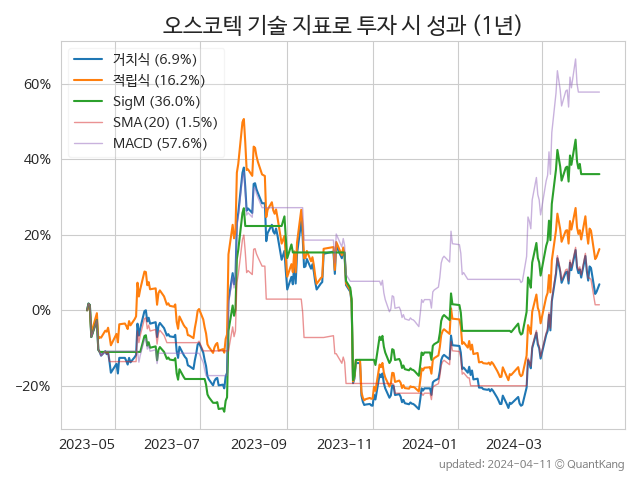 오스코텍 기술 지표로 투자 시 성과 (1년)
거치식 (6.9%)
적립식 (16.2%)
SigM (36.0%)
SMA(20) (1.5%)
MACD (57.6%)
60%
40%
20%
0%
−20%
2023-05 2023-07 2023-09 2023-11 2024-01 2024-03
updated: 2024-04-11 © QuantKang